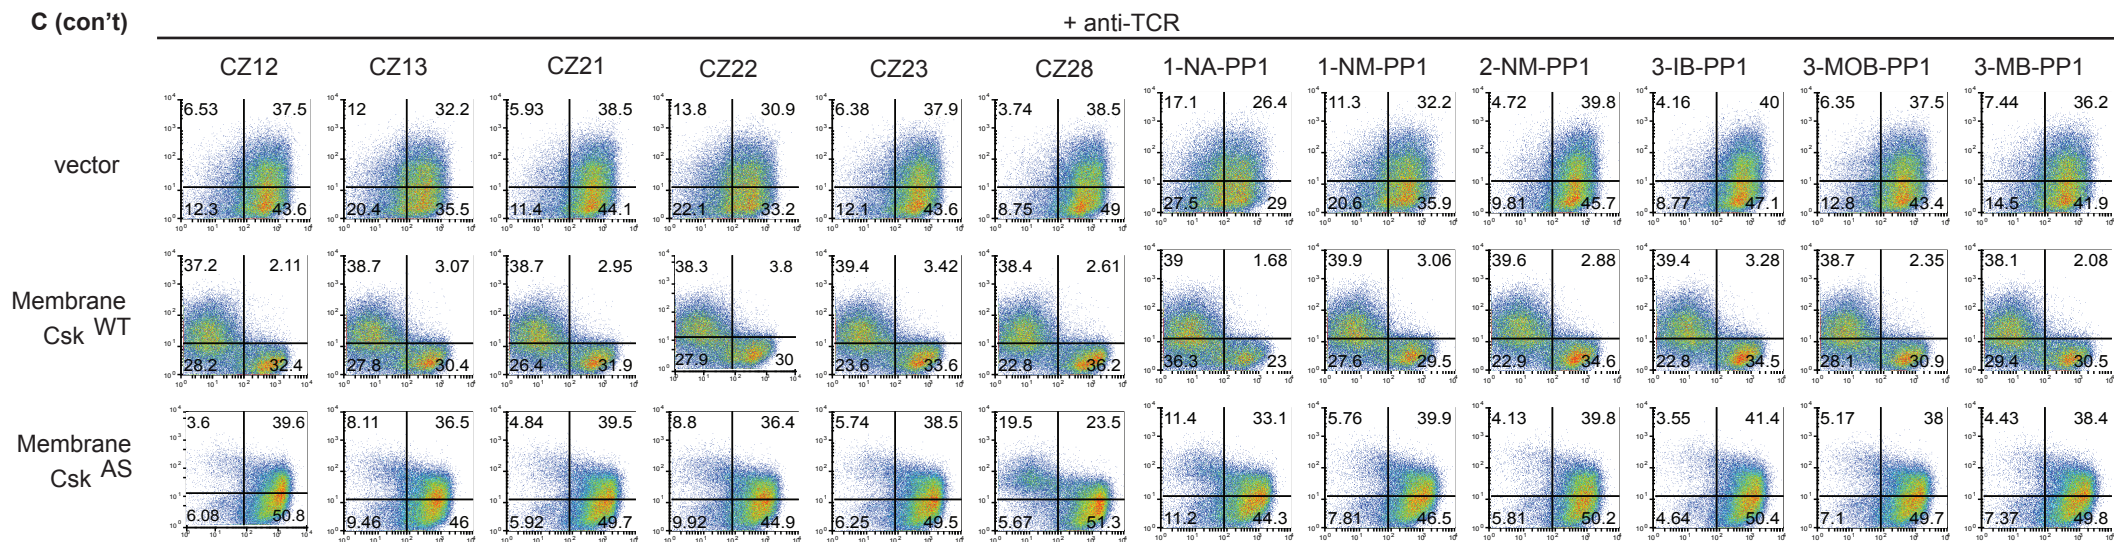 C (con't)
+ anti-TCR
CZ12 CZ13 CZ21 CZ22 CZ23 CZ28 1-NA-PP1 1-NM-PP1 2-NM-PP1 3-IB-PP1 3-MOB-PP1 3-MB-PP1
6.53 37.5 12 32.2 5.93 38.5 13.8 30.9 6.38 37.9 3.74 38.5 17.1 26.4 11.3 32.2 4.72 39.8 4.16 40 6.35 37.5 7.44 36.2
vector
12.3 43.6 20.4 35.5 11.4 44.1 22.1 33.2 12.1 43.6 8.75 49 27.5 29 20.6 35.9 9.81 45.7 8.77 47.1 12.8 43.4 14.5 41.9
37.2 2.11 38.7 3.07 38.7 2.95 38.3 3.8 39.4 3.42 38.4 2.61 39 1.68 39.9 3.06 39.6 2.88 39.4 3.28 38.7 2.35 38.1 2.08
Membrane
Csk WT
28.2 32.4 27.8 30.4 26.4 31.9 27.9 30 23.6 33.6 22.8 36.2 36.3 23 27.6 29.5 22.9 34.6 22.8 34.5 28.1 30.9 29.4 30.5
3.6 39.6 8.11 36.5 4.84 39.5 8.8 36.4 5.74 38.5 19.5 23.5 11.4 33.1 5.76 39.9 4.13 39.8 3.55 41.4 5.17 38 4.43 38.4
Membrane
Csk AS
6.08 50.8 9.46 46 5.92 49.7 9.92 44.9 6.25 49.5 5.67 51.3 11.2 44.3 7.81 46.5 5.81 50.2 4.64 50.4 7.1 49.7 7.37 49.8